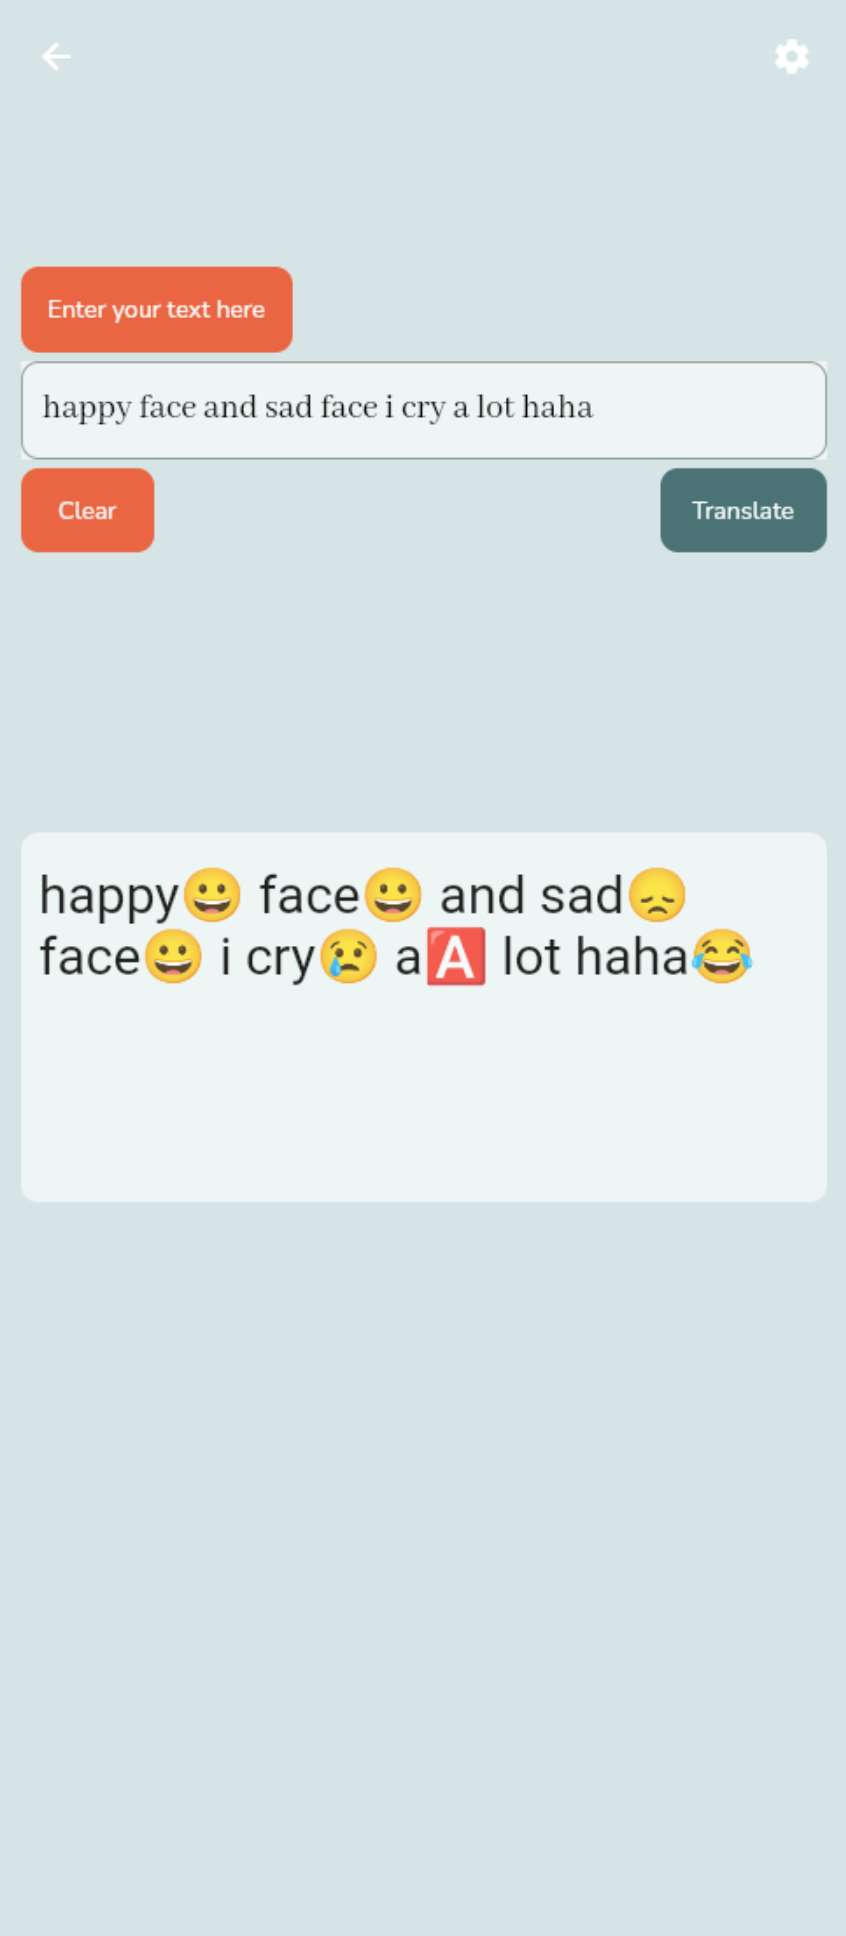 Enter your text here
happy face and sad face i cry a lot haha
Clear
Translate
happy😀 face😀 and sad😞
face😀 i cry😢 a🅰️ lot haha😂